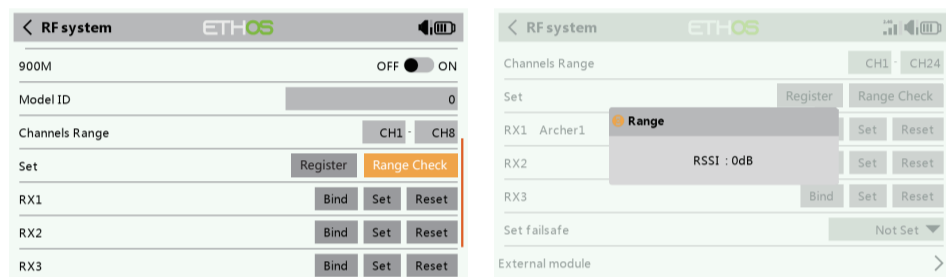 RF system ETHOS
900M OFF ON
Model ID 0
Channels Range CH1 - CH8
Set Register Range Check
RX1 Bind Set Reset
RX2 Bind Set Reset
RX3 Bind Set Reset
RF system ETHOS
Channels Range CH1 - CH24
Set Register Range Check
Range
RX1 Archer1 Set Reset
RSSI : 0dB
RX2 Set Reset
RX3 Bind Set Reset
Set failsafe Not Set
External module